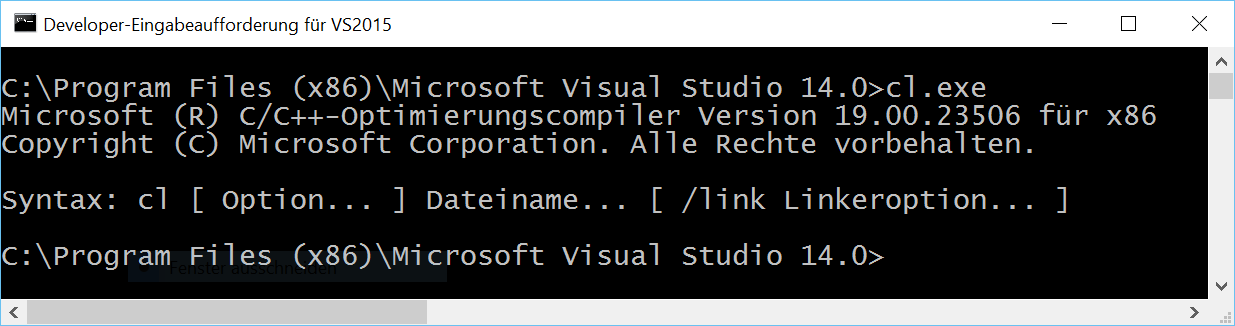 Developer-Eingabeaufforderung für VS2015
C:\Program Files (x86)\Microsoft Visual Studio 14.0>cl.exe
Microsoft (R) C/C++-Optimierungscompiler Version 19.00.23506 für x86
Copyright (C) Microsoft Corporation. Alle Rechte vorbehalten.
Syntax: cl [ Option... ] Dateiname... [ /link Linkeroption... ]
C:\Program Files (x86)\Microsoft Visual Studio 14.0>
Fenster ausschneiden